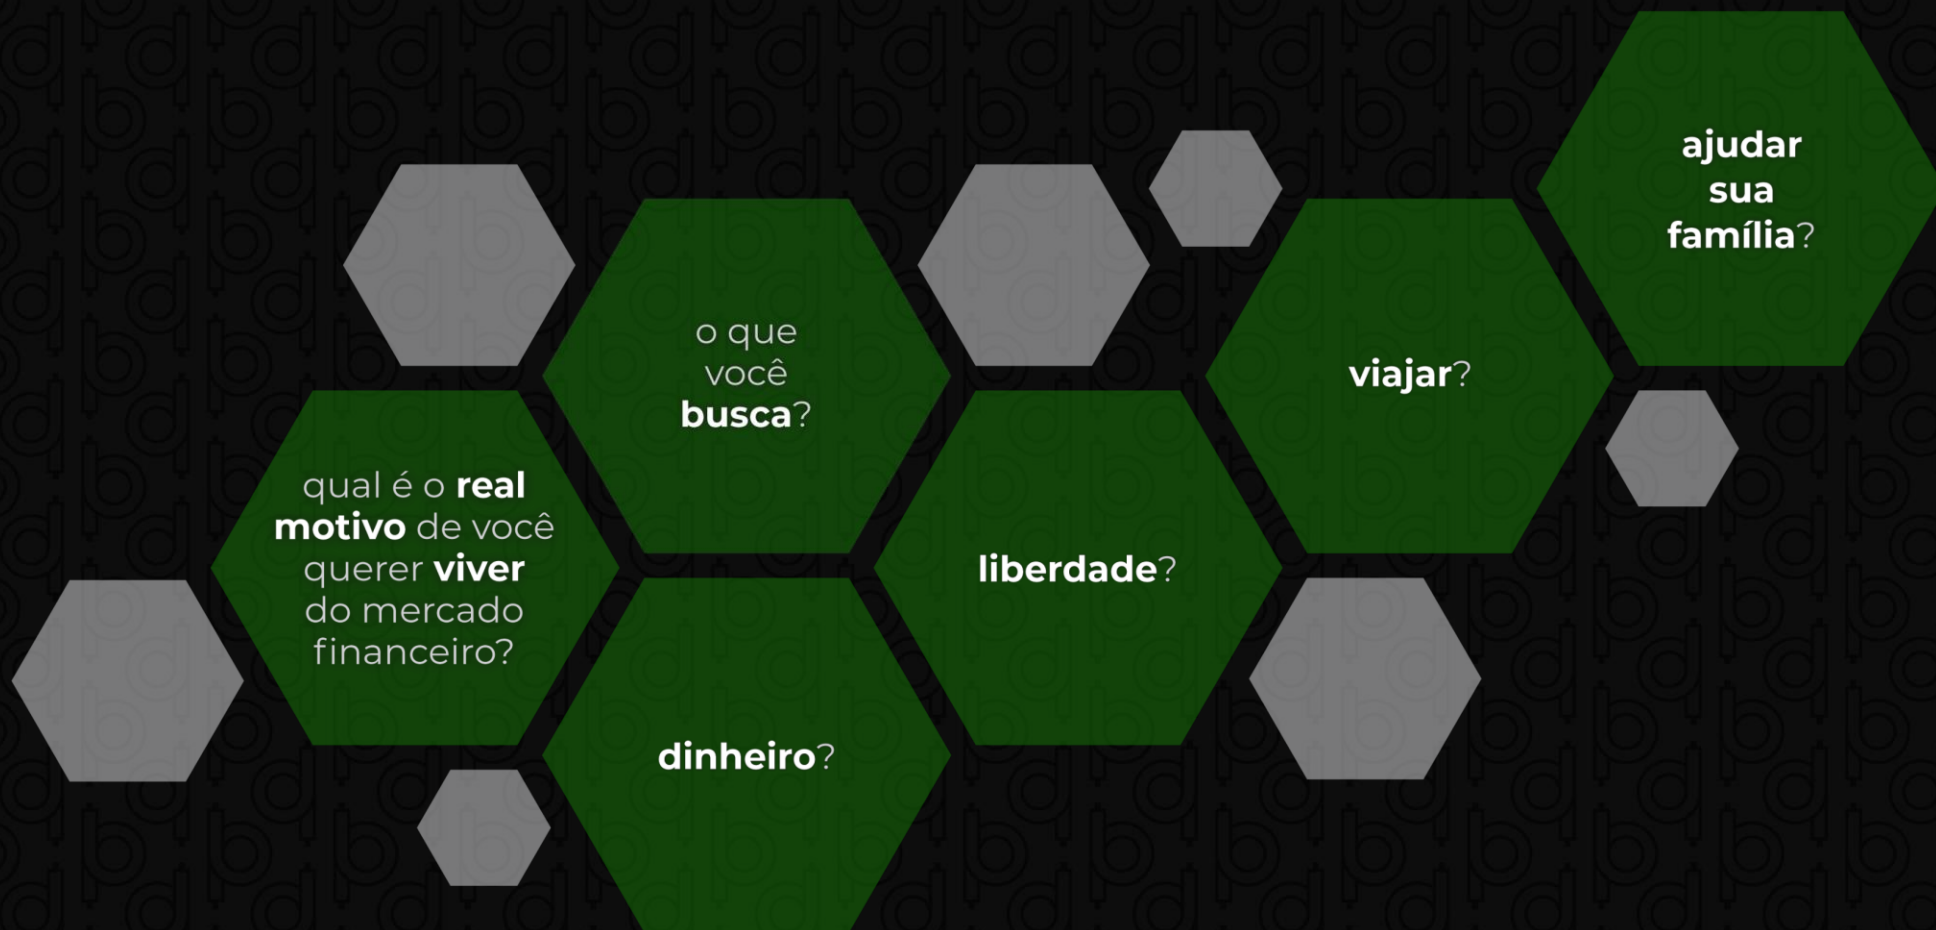 qual é o real
motivo de você
querer viver
do mercado
financeiro?
o que
você
busca?
dinheiro?
liberdade?
viajar?
ajudar
sua
família?